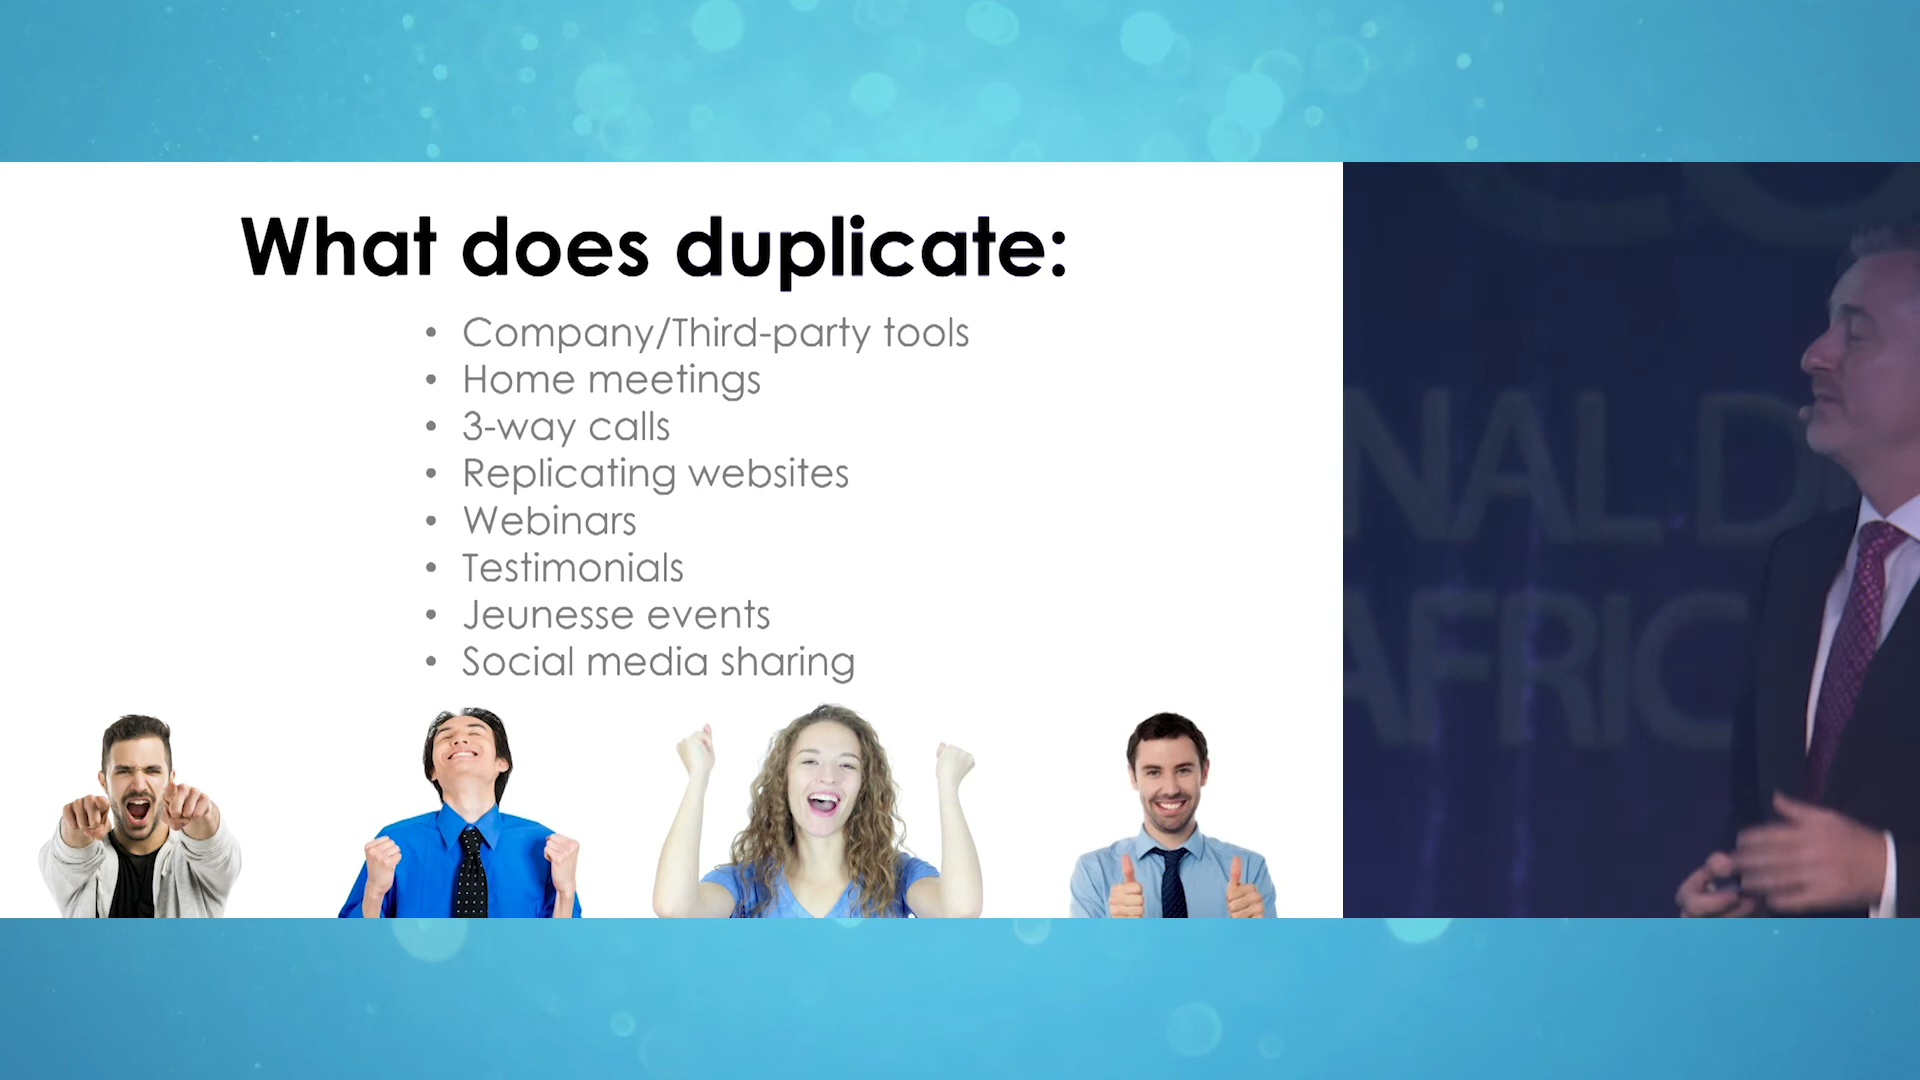 What does duplicate:
• Company/Third-party tools
• Home meetings
• 3-way calls
• Replicating websites
• Webinars
• Testimonials
• Jeunesse events
• Social media sharing
NAL D
AFRIC